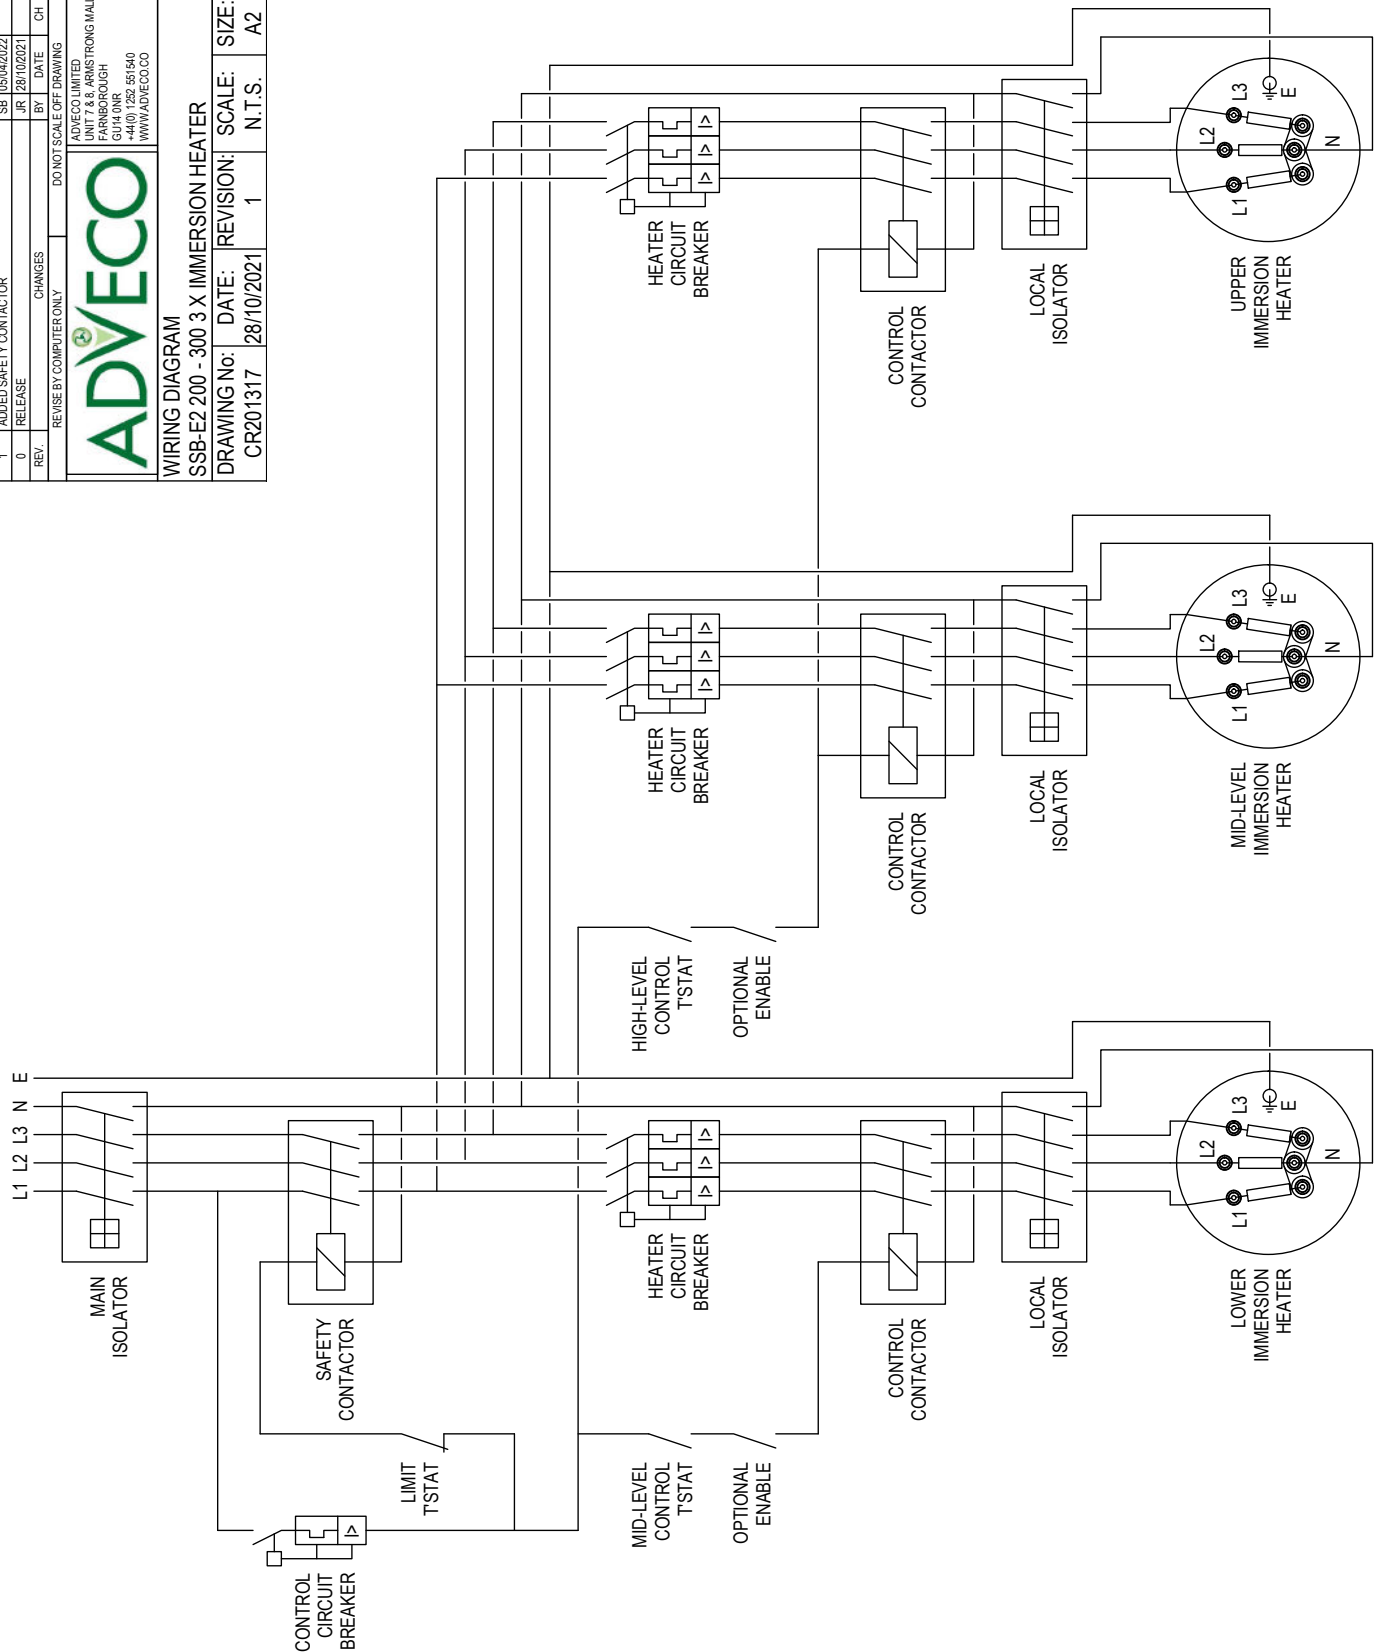 1 ADDED SAFETY CONTACTOR SB 05/04/2022
0 RELEASE JR 28/10/2021
REV. CHANGES BY DATE CH
REVISE BY COMPUTER ONLY DO NOT SCALE OFF DRAWING
ADVECO
ADVECO LIMITED
UNIT 7 & 8, ARMSTRONG MALL
FARNBOROUGH
GU14 0NR
+44(0) 1252 551540
WWW.ADVECO.CO
WIRING DIAGRAM
SSB-E2 200 - 300 3 X IMMERSION HEATER
DRAWING No: DATE: REVISION: SCALE: SIZE:
CR201317 28/10/2021 1 N.T.S. A2
L1 L2 L3 N E
MAIN
ISOLATOR
SAFETY
CONTACTOR
LIMIT
T'STAT
CONTROL
CIRCUIT
BREAKER
MID-LEVEL
CONTROL
T'STAT
OPTIONAL
ENABLE
HIGH-LEVEL
CONTROL
T'STAT
OPTIONAL
ENABLE
HEATER
CIRCUIT
BREAKER
I> I> I>
CONTROL
CONTACTOR
LOCAL
ISOLATOR
LOWER
IMMERSION
HEATER
L1 L2 L3 E
N
HEATER
CIRCUIT
BREAKER
I> I> I>
CONTROL
CONTACTOR
LOCAL
ISOLATOR
MID-LEVEL
IMMERSION
HEATER
L1 L2 L3 E
N
HEATER
CIRCUIT
BREAKER
I> I> I>
CONTROL
CONTACTOR
LOCAL
ISOLATOR
UPPER
IMMERSION
HEATER
L1 L2 L3 E
N
I>